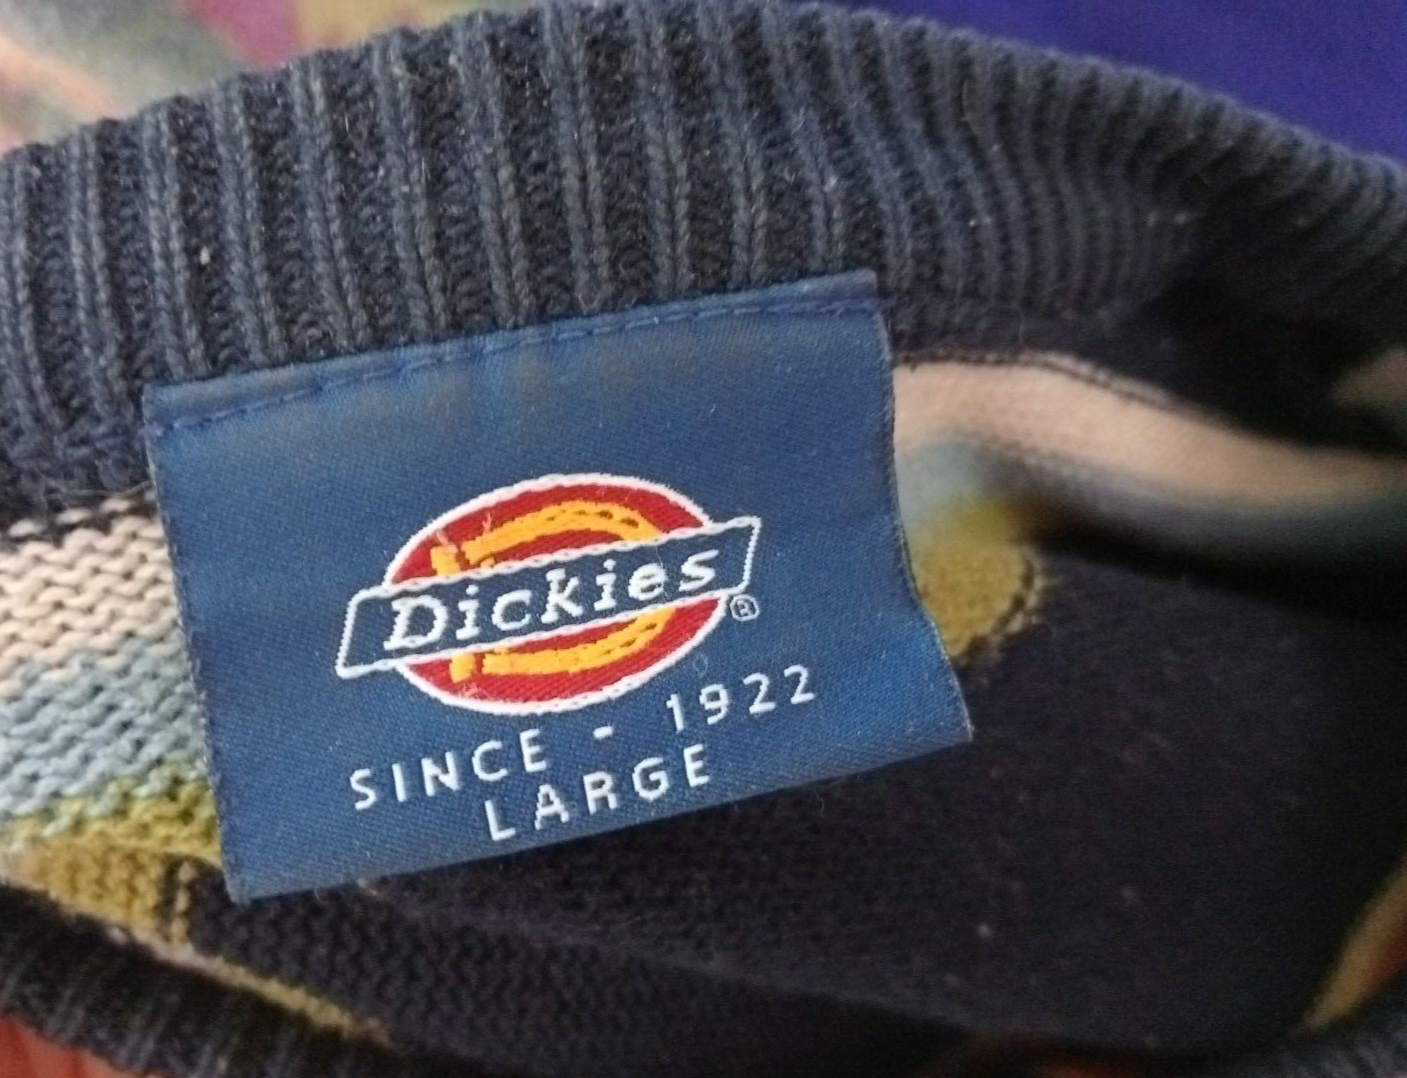 Dickies®
SINCE - 1922
LARGE